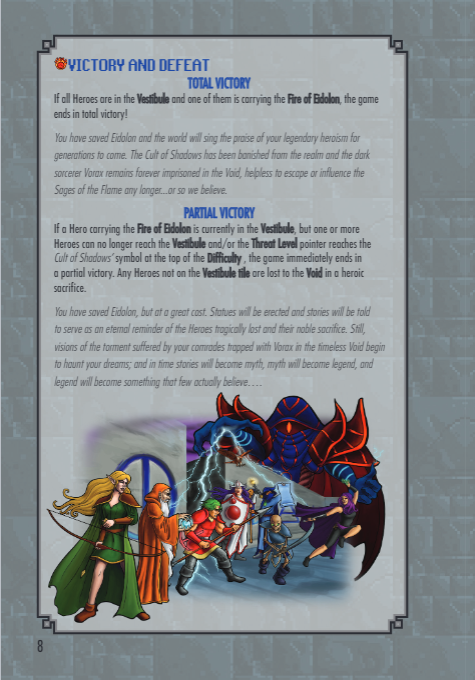 VICTORY AND DEFEAT
TOTAL VICTORY
If all Heroes are in the Vestibule and one of them is carrying the Fire of Eidolon, the game
ends in total victory!
You have saved Eidolon and the world will sing the praise of your legendary heroism for
generations to come. The Cult of Shadows has been banished from the realm and the dark
sorcerer Vorax remains forever imprisoned in the Void, helpless to escape or influence the
Sages of the Flame any longer...or so we believe.
PARTIAL VICTORY
If a Hero carrying the Fire of Eidolon is currently in the Vestibule, but one or more
Heroes can no longer reach the Vestibule and/or the Threat Level pointer reaches the
Cult of Shadows' symbol at the top of the Difficulty , the game immediately ends in
a partial victory. Any Heroes not on the Vestibule tile are lost to the Void in a heroic
sacrifice.
You have saved Eidolon, but at a great cost. Statues will be erected and stories will be told
to serve as an eternal reminder of the Heroes tragically lost and their noble sacrifice. Still,
visions of the torment suffered by your comrades trapped with Vorax in the timeless Void begin
to haunt your dreams; and in time stories will become myth, myth will become legend, and
legend will become something that few actually believe....
8